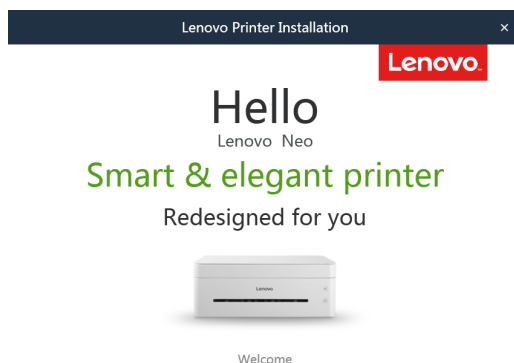 Lenovo Printer Installation ×
Lenovo
Hello
Lenovo Neo
Smart & elegant printer
Redesigned for you
Lenovo
Welcome